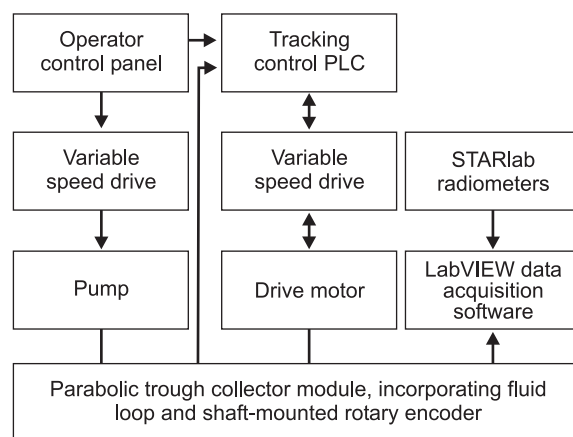 Operator
control panel
Tracking
control PLC
Variable
speed drive
Variable
speed drive
STARlab
radiometers
Pump
Drive motor
LabVIEW data
acquisition
software
Parabolic trough collector module, incorporating fluid
loop and shaft-mounted rotary encoder